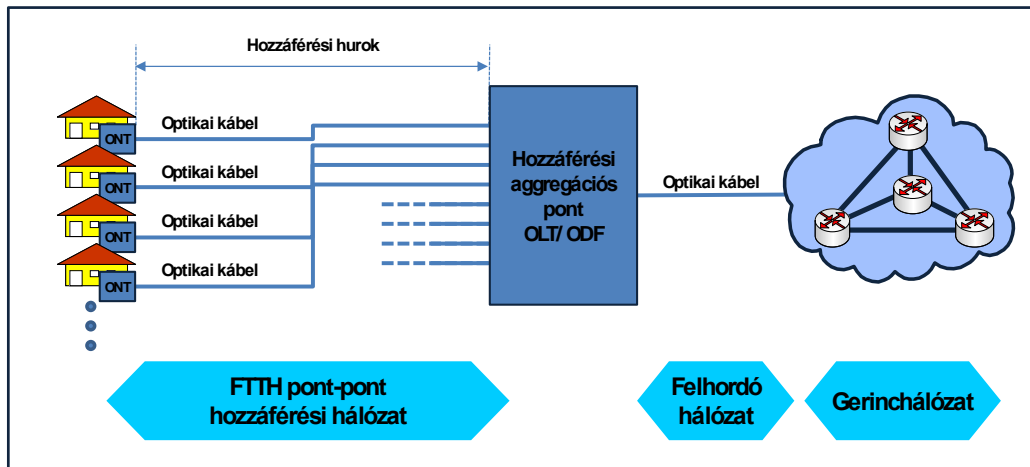 Hozzáférési hurok
Optikai kábel
ONT
Optikai kábel
ONT
Optikai kábel
ONT
Optikai kábel
ONT
Hozzáférési
aggregációs
pont
OLT/ ODF
Optikai kábel
FTTH pont-pont
hozzáférési hálózat
Felhordó
hálózat
Gerinchálózat